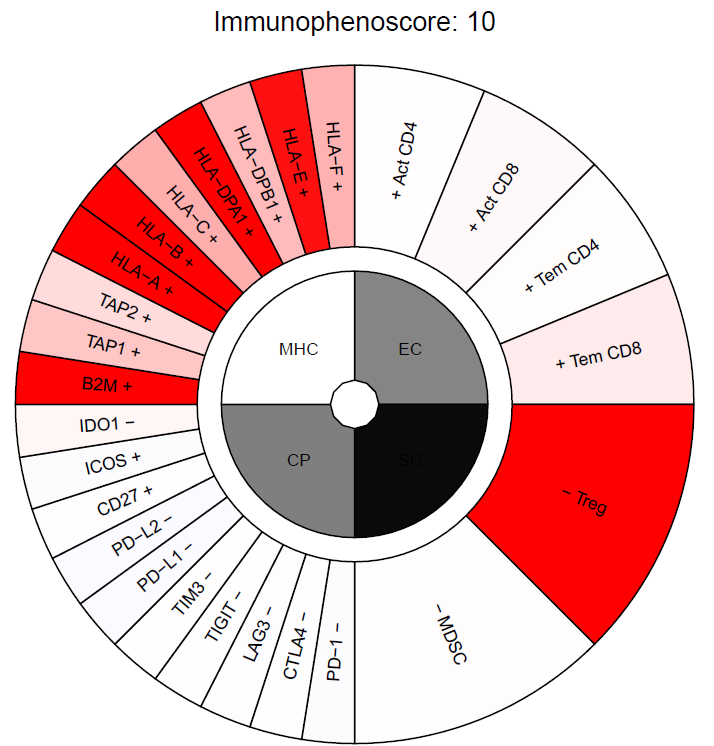 Immunophenoscore: 10
+ Act CD4
+ Act CD8
+ Tem CD4
+ Tem CD8
− Treg
− MDSC
PD−1 −
CTLA4 −
LAG3 −
TIGIT −
TIM3 −
PD−L1 −
PD−L2 −
CD27 +
ICOS +
IDO1 −
B2M +
TAP1 +
TAP2 +
HLA−A +
HLA−B +
HLA−C +
HLA−DPA1 +
HLA−DPB1 +
HLA−E +
HLA−F +
MHC
EC
CP
SC